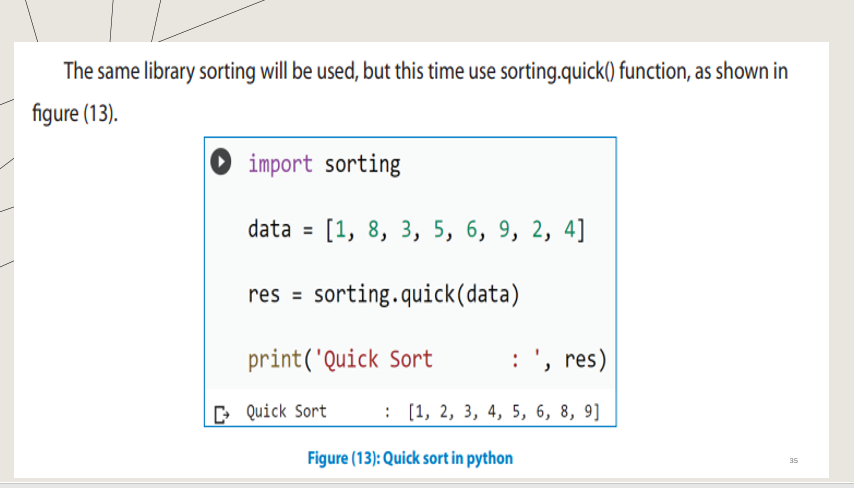 The same library sorting will be used, but this time use sorting.quick() function, as shown in
figure (13).
import sorting
data = [1, 8, 3, 5, 6, 9, 2, 4]
res = sorting.quick(data)
print('Quick Sort      : ', res)
Quick Sort      :  [1, 2, 3, 4, 5, 6, 8, 9]
Figure (13): Quick sort in python
35